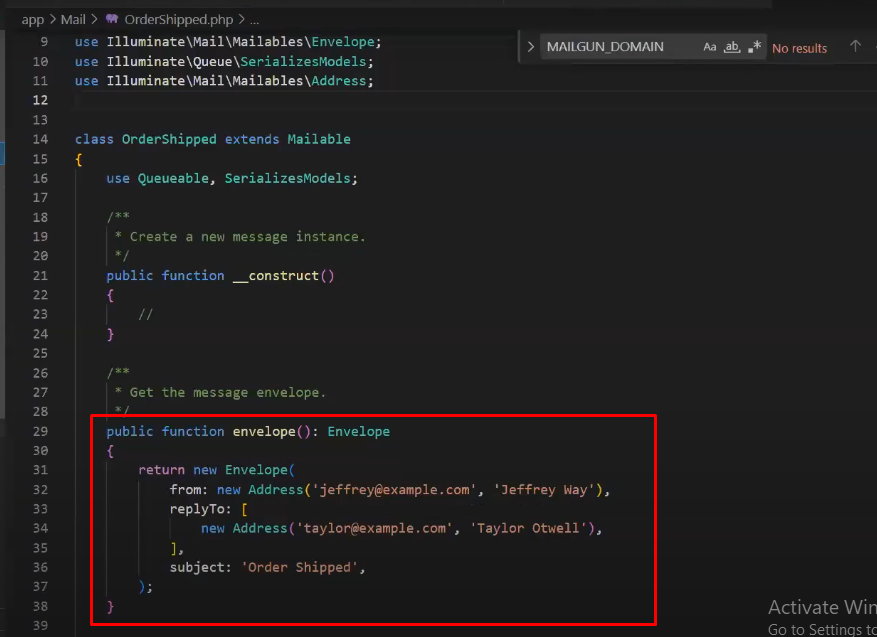 app > Mail > OrderShipped.php > ...
MAILGUN_DOMAIN Aa ab .* No results
9 use Illuminate\Mail\Mailables\Envelope;
10 use Illuminate\Queue\SerializesModels;
11 use Illuminate\Mail\Mailables\Address;
12
13
14 class OrderShipped extends Mailable
15 {
16 use Queueable, SerializesModels;
17
18 /**
19 * Create a new message instance.
20 */
21 public function __construct()
22 {
23 //
24 }
25
26 /**
27 * Get the message envelope.
28 */
29 public function envelope(): Envelope
30 {
31 return new Envelope(
32 from: new Address('jeffrey@example.com', 'Jeffrey Way'),
33 replyTo: [
34 new Address('taylor@example.com', 'Taylor Otwell'),
35 ],
36 subject: 'Order Shipped',
37 );
38 }
39
Activate Win
Go to Settings to